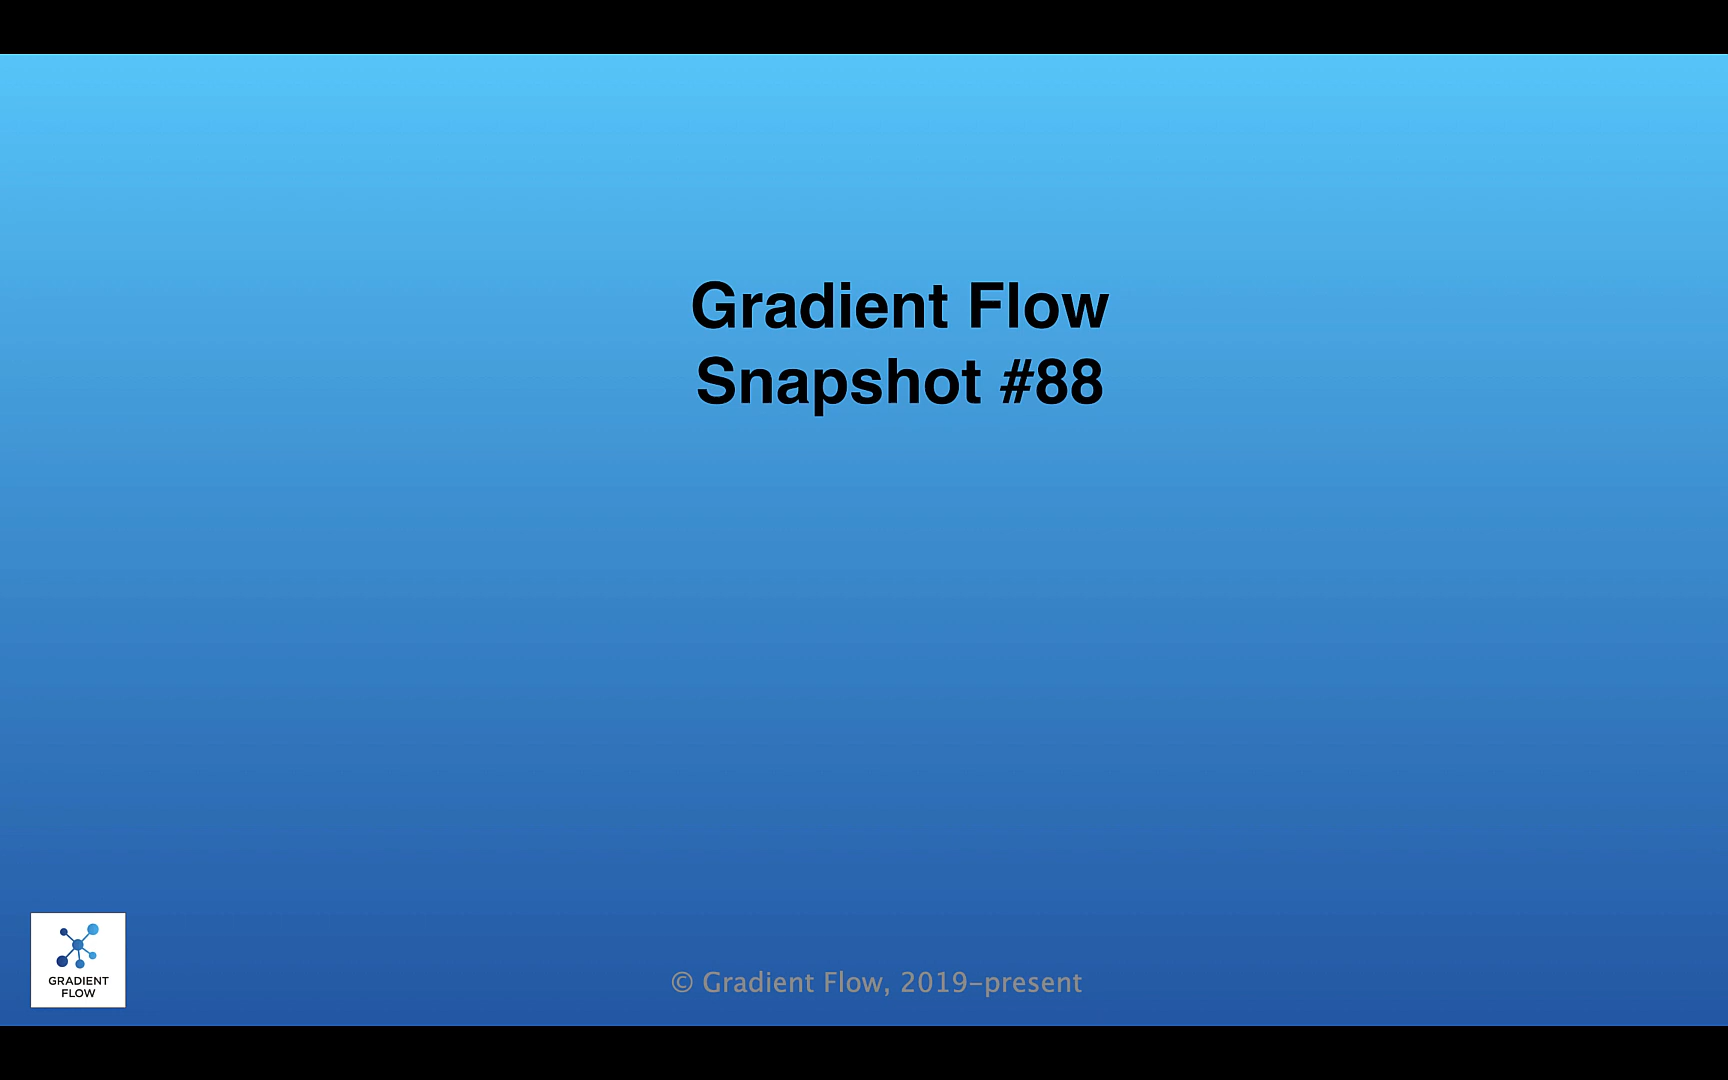 Gradient Flow
Snapshot #88
GRADIENT
FLOW
© Gradient Flow, 2019–present